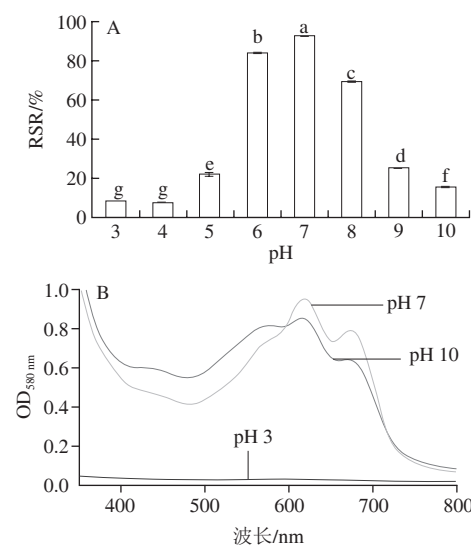 A
100
80
60
40
20
0
RSR/%
g
g
e
b
a
c
d
f
3 4 5 6 7 8 9 10
pH
B
1.0
0.8
0.6
0.4
0.2
0.0
OD580 nm
pH 7
pH 10
pH 3
400 500 600 700 800
波长/nm